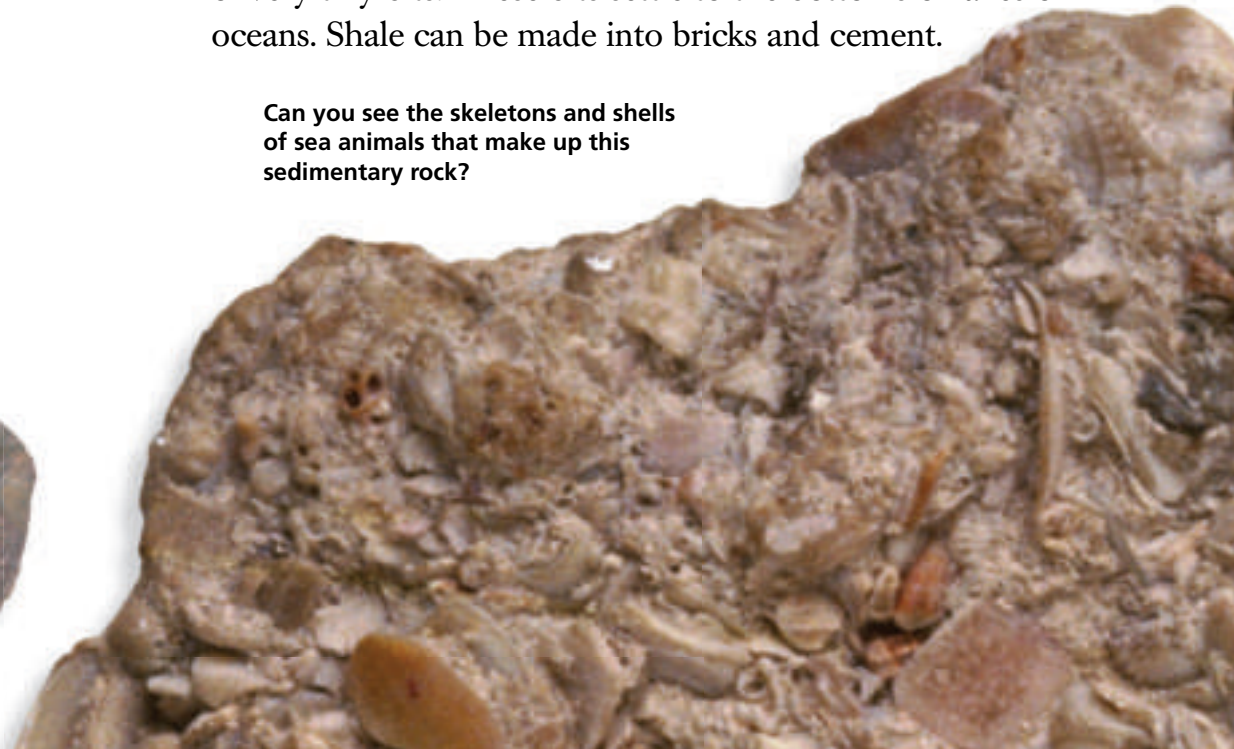 oceans. Shale can be made into bricks and cement.
Can you see the skeletons and shells
of sea animals that make up this
sedimentary rock?